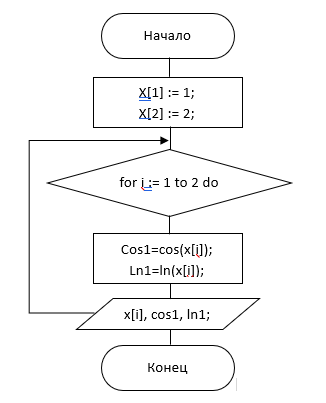 Начало
X[1] := 1;
X[2] := 2;
for i := 1 to 2 do
Cos1=cos(x[i]);
Ln1=ln(x[i]);
x[i], cos1, ln1;
Конец